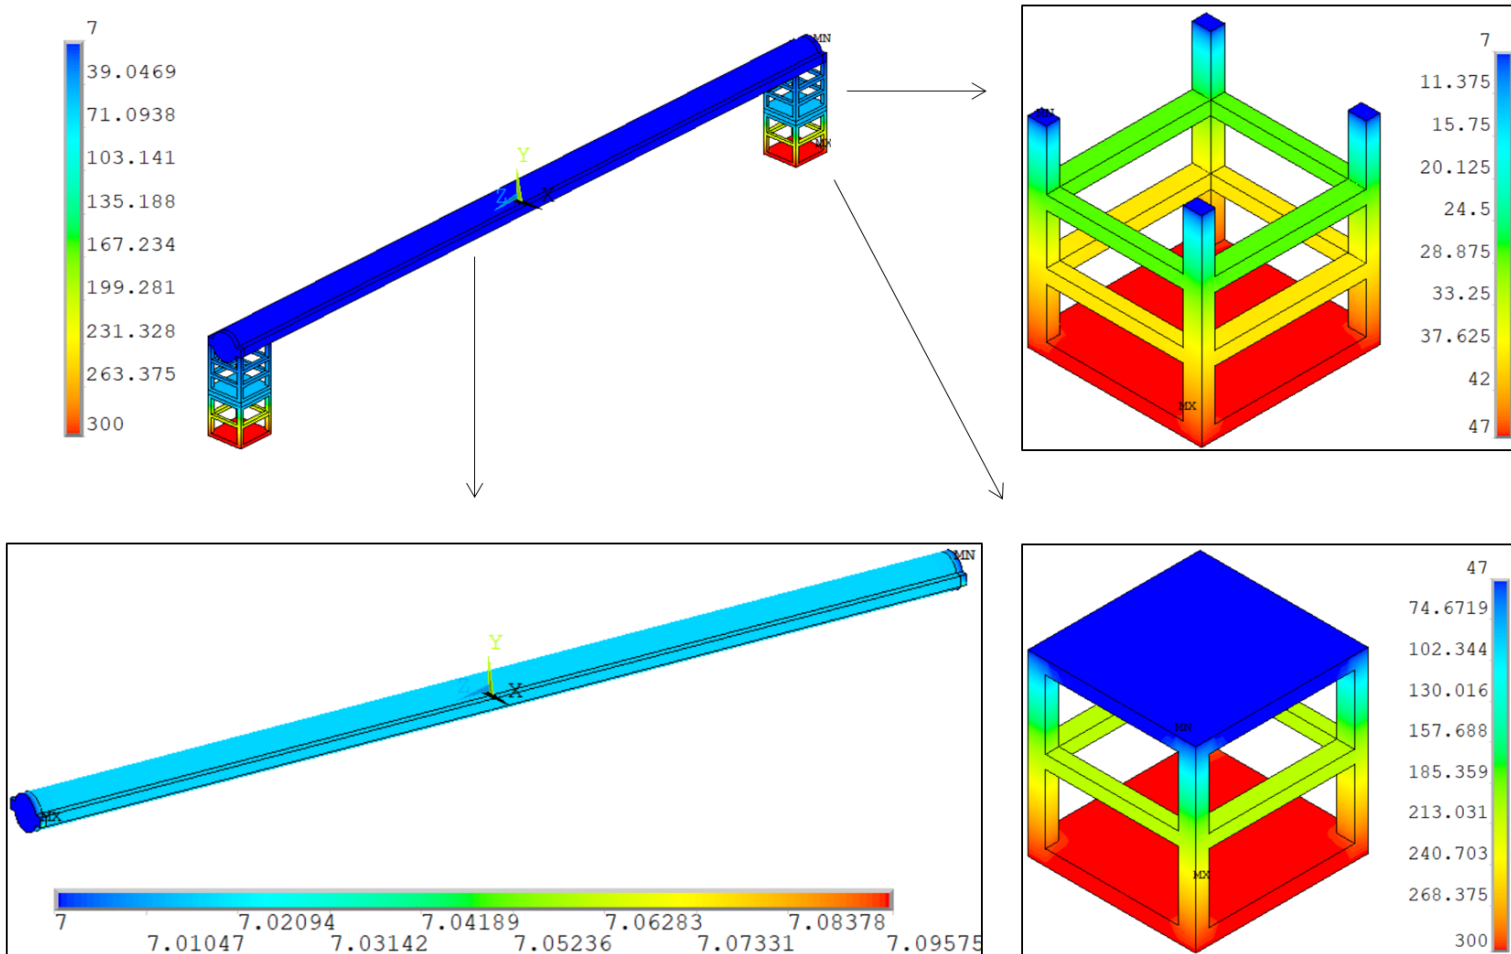 7
39.0469
71.0938
103.141
135.188
167.234
199.281
231.328
263.375
300
MN
MX
Y
Z X
7
11.375
15.75
20.125
24.5
28.875
33.25
37.625
42
47
MN
MX
MN
Y
Z X
MX
7 7.02094 7.04189 7.06283 7.08378
7.01047 7.03142 7.05236 7.07331 7.09575
47
74.6719
102.344
130.016
157.688
185.359
213.031
240.703
268.375
300
MN
MX